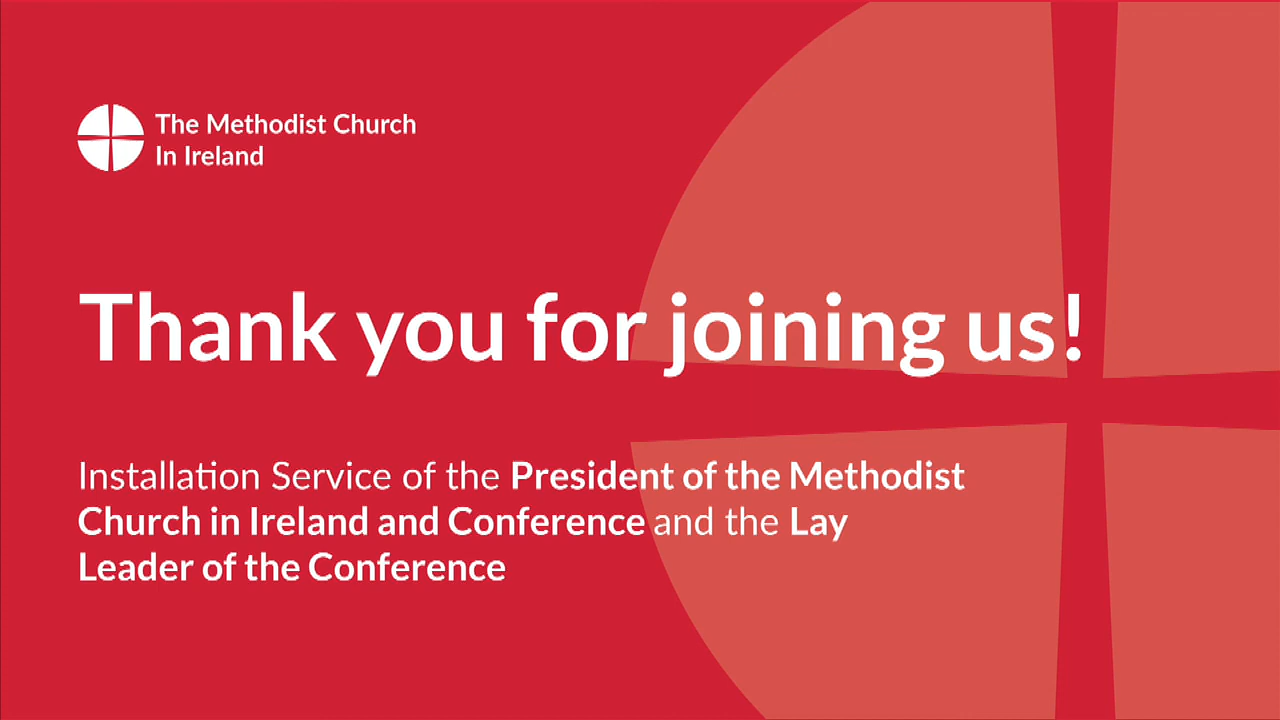 The Methodist Church
In Ireland
Thank you for joining us!
Installation Service of the President of the Methodist
Church in Ireland and Conference and the Lay
Leader of the Conference